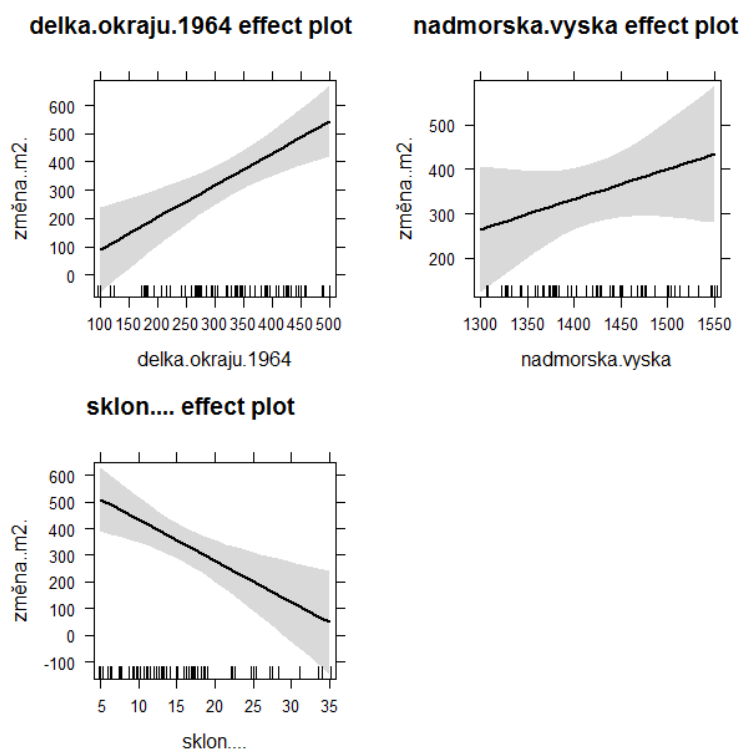 delka.okraju.1964 effect plot
změna..m2.
600
500
400
300
200
100
0
100 150 200 250 300 350 400 450 500
delka.okraju.1964
nadmorska.vyska effect plot
změna..m2.
500
400
300
200
1300 1350 1400 1450 1500 1550
nadmorska.vyska
sklon.... effect plot
změna..m2.
600
500
400
300
200
100
0
-100
5 10 15 20 25 30 35
sklon....